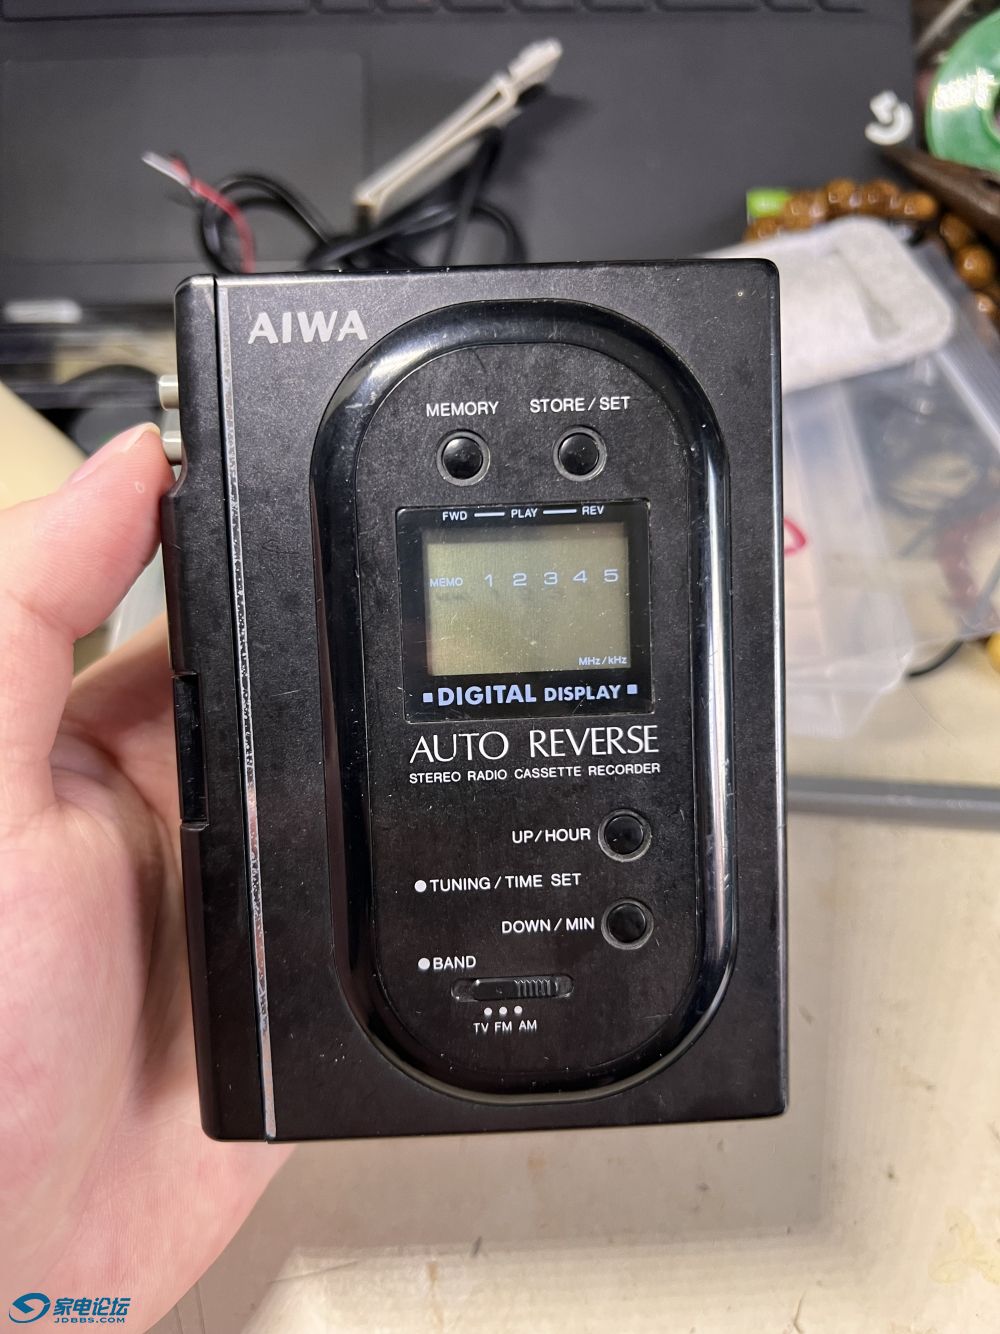 AIWA
MEMORY STORE / SET
FWD PLAY REV
MEMO 1 2 3 4 5
MHz / kHz
DIGITAL DISPLAY
AUTO REVERSE
STEREO RADIO CASSETTE RECORDER
UP / HOUR
TUNING / TIME SET
DOWN / MIN
BAND
TV FM AM
家电论坛
JDBBS.COM